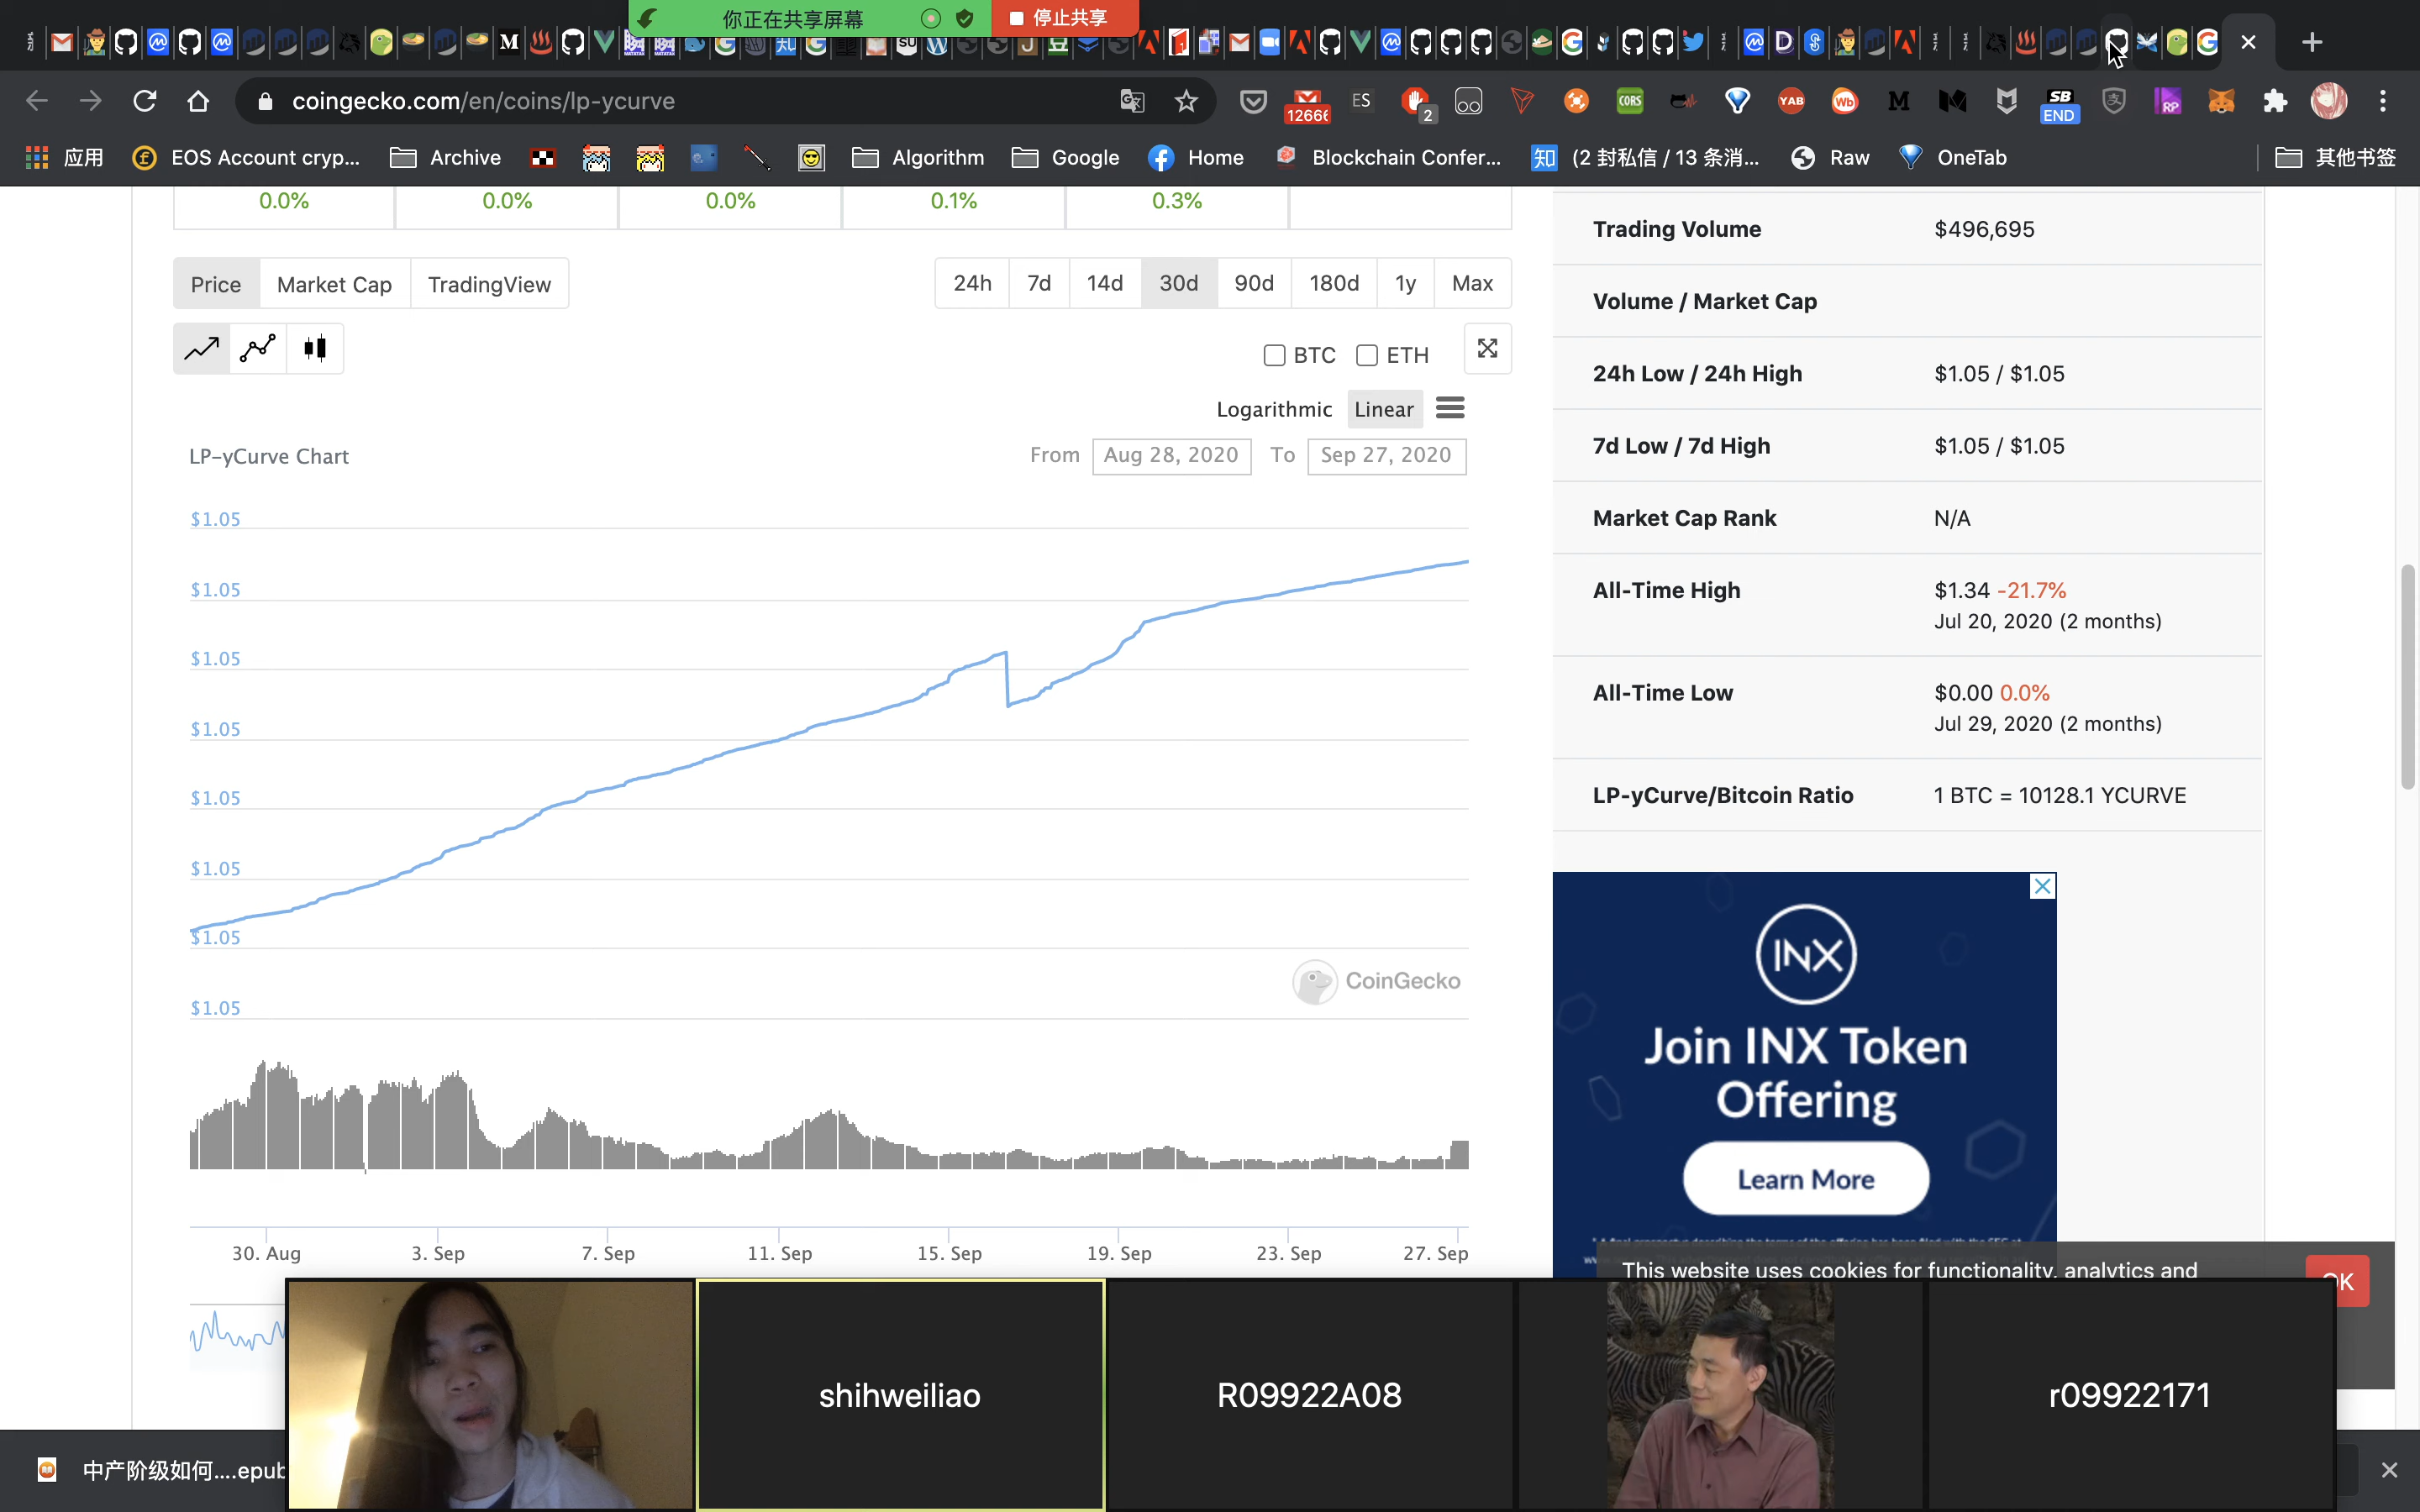 你正在共享屏幕
停止共享
coingecko.com/en/coins/lp-ycurve
ES
2
CORS
YAB
Wb
SB
END
RP
应用
EOS Account cryp...
Archive
Algorithm
Google
Home
Blockchain Confer...
知
(2 封私信 / 13 条消...
Raw
OneTab
其他书签
0.0%
0.0%
0.0%
0.1%
0.3%
Price
Market Cap
TradingView
24h
7d
14d
30d
90d
180d
1y
Max
BTC
ETH
Logarithmic
Linear
LP-yCurve Chart
From
Aug 28, 2020
To
Sep 27, 2020
$1.05
$1.05
$1.05
$1.05
$1.05
$1.05
$1.05
$1.05
CoinGecko
30. Aug
3. Sep
7. Sep
11. Sep
15. Sep
19. Sep
23. Sep
27. Sep
Trading Volume
$496,695
Volume / Market Cap
24h Low / 24h High
$1.05 / $1.05
7d Low / 7d High
$1.05 / $1.05
Market Cap Rank
N/A
All-Time High
$1.34 -21.7%
Jul 20, 2020 (2 months)
All-Time Low
$0.00 0.0%
Jul 29, 2020 (2 months)
LP-yCurve/Bitcoin Ratio
1 BTC = 10128.1 YCURVE
INX
Join INX Token
Offering
Learn More
This website uses cookies for functionality, analytics and
OK
shihweiliao
R09922A08
r09922171
中产阶级如何....epub